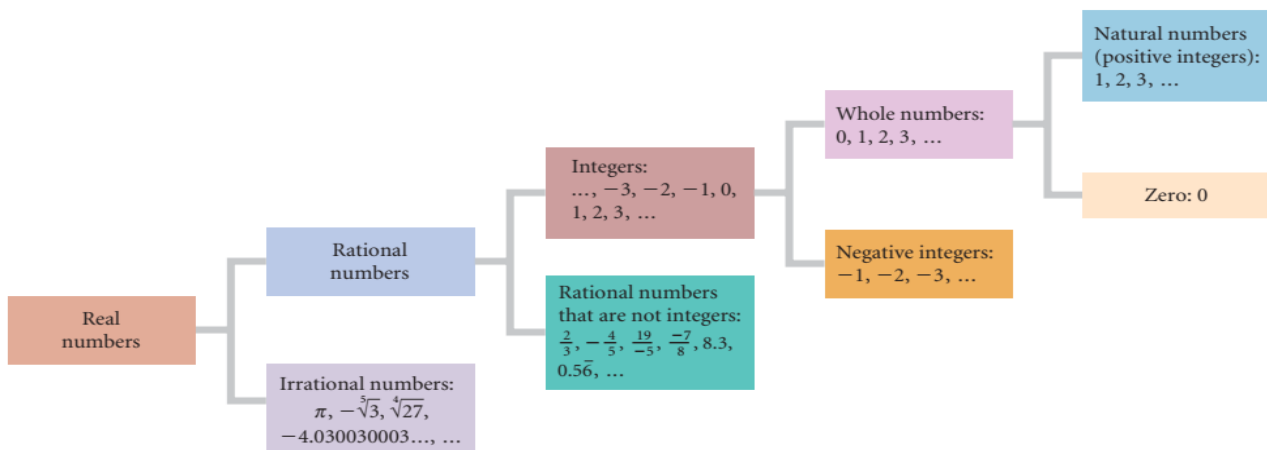 Real
numbers
Rational
numbers
Irrational numbers:
π, −⁵√3, ⁴√27,
−4.030030003..., ...
Integers:
..., −3, −2, −1, 0,
1, 2, 3, ...
Rational numbers
that are not integers:
2/3, −4/5, 19/−5, −7/8, 8.3,
0.56̅, ...
Whole numbers:
0, 1, 2, 3, ...
Negative integers:
−1, −2, −3, ...
Natural numbers
(positive integers):
1, 2, 3, ...
Zero: 0